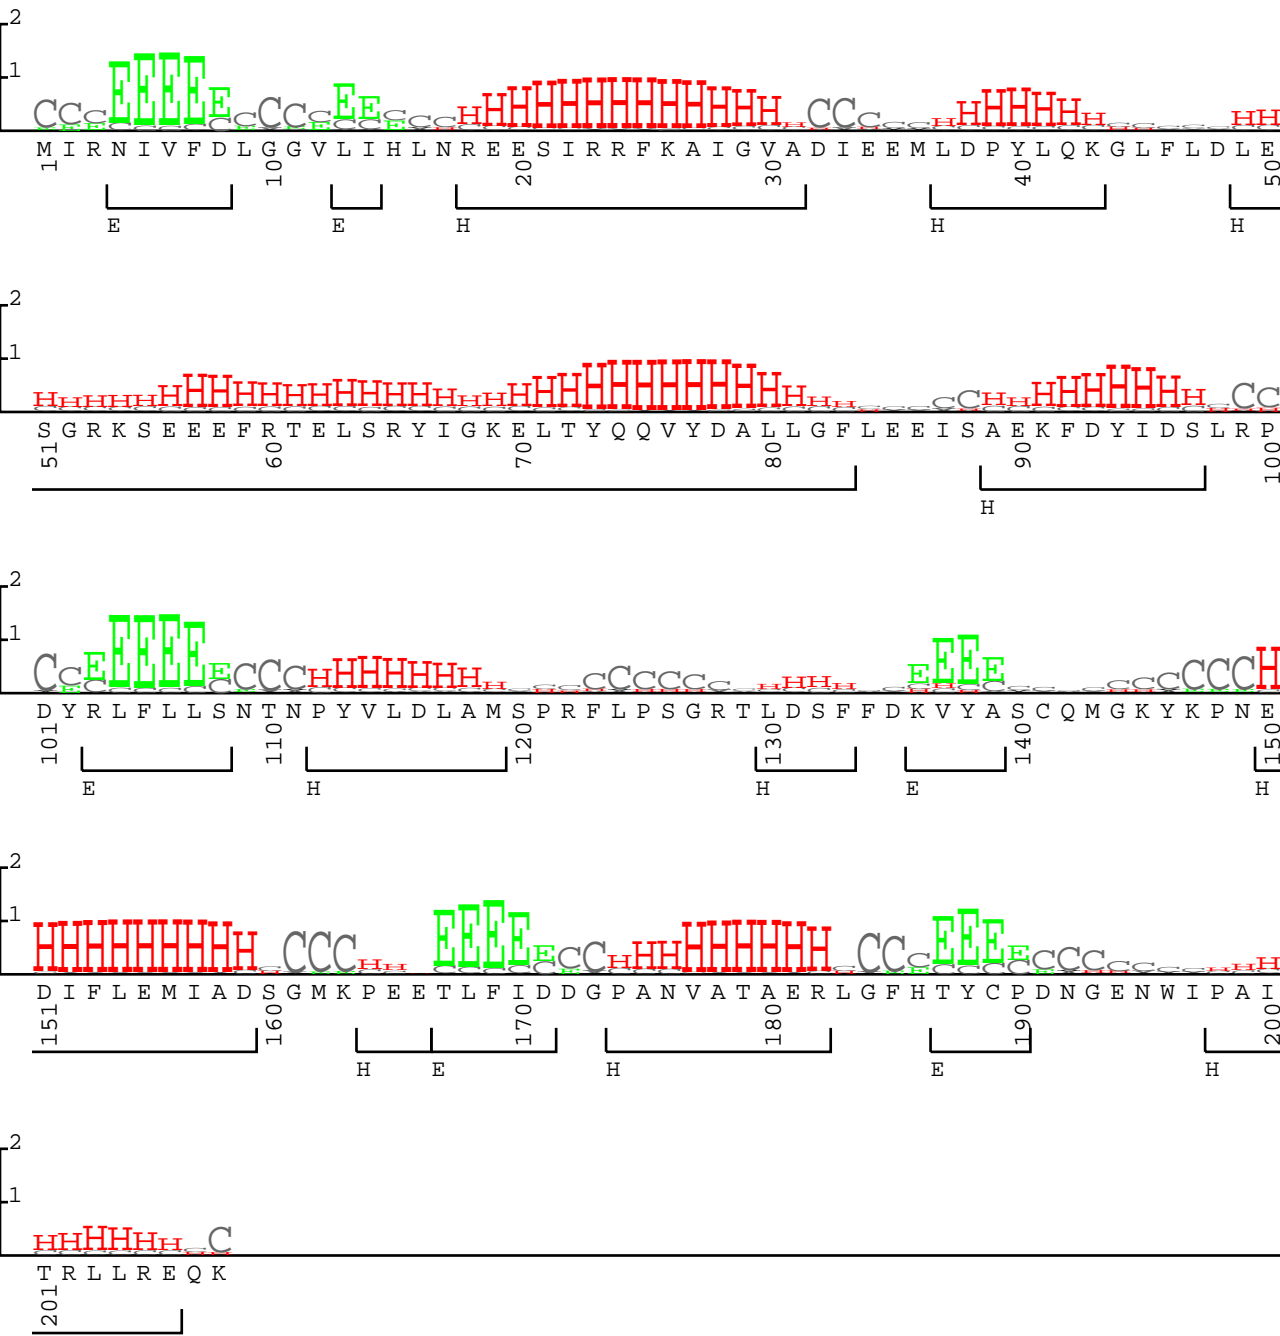 2
1
C C C E E E E E C C C C E E C C C H H H H H H H H H H H H H H C C C C C H H H H H H H C C C C C H H
M I R N I V F D L G G V L I H L N R E E S I R R F K A I G V A D I E E M L D P Y L Q K G L F L D L E
1 10 20 30 40 50
E E H H H
2
1
H H H H H H H H H H H H H H H H H H H H H H H H H H H H H H H H H C C C C C H H H H H H H H H C C C
S G R K S E E E F R T E L S R Y I G K E L T Y Q Q V Y D A L L G F L E E I S A E K F D Y I D S L R P
51 60 70 80 90 100
H
2
1
C C E E E E E E C C C H H H H H H H H C C C C C C C C C C H H H H C C E E E E C C C C C C C C C C H
D Y R L F L L S N T N P Y V L D L A M S P R F L P S G R T L D S F F D K V Y A S C Q M G K Y K P N E
101 110 120 130 140 150
E H H E H
2
1
H H H H H H H H H C C C C H H E E E E E C C H H H H H H H H H C C C C E E E E C C C C C C C H H H
D I F L E M I A D S G M K P E E T L F I D D G P A N V A T A E R L G F H T Y C P D N G E N W I P A I
151 160 170 180 190 200
H E H E H
2
1
H H H H H H C C
T R L L R E Q K
201